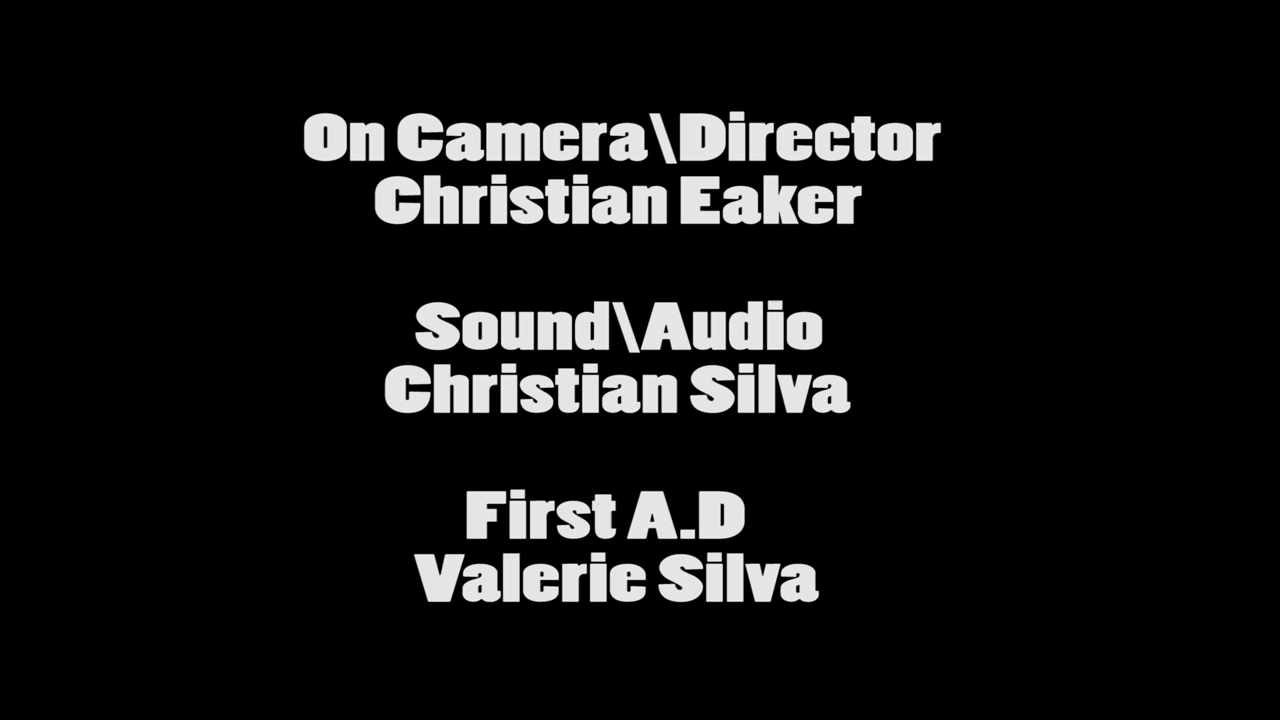 On Camera\Director
Christian Eaker
Sound\Audio
Christian Silva
First A.D
Valerie Silva